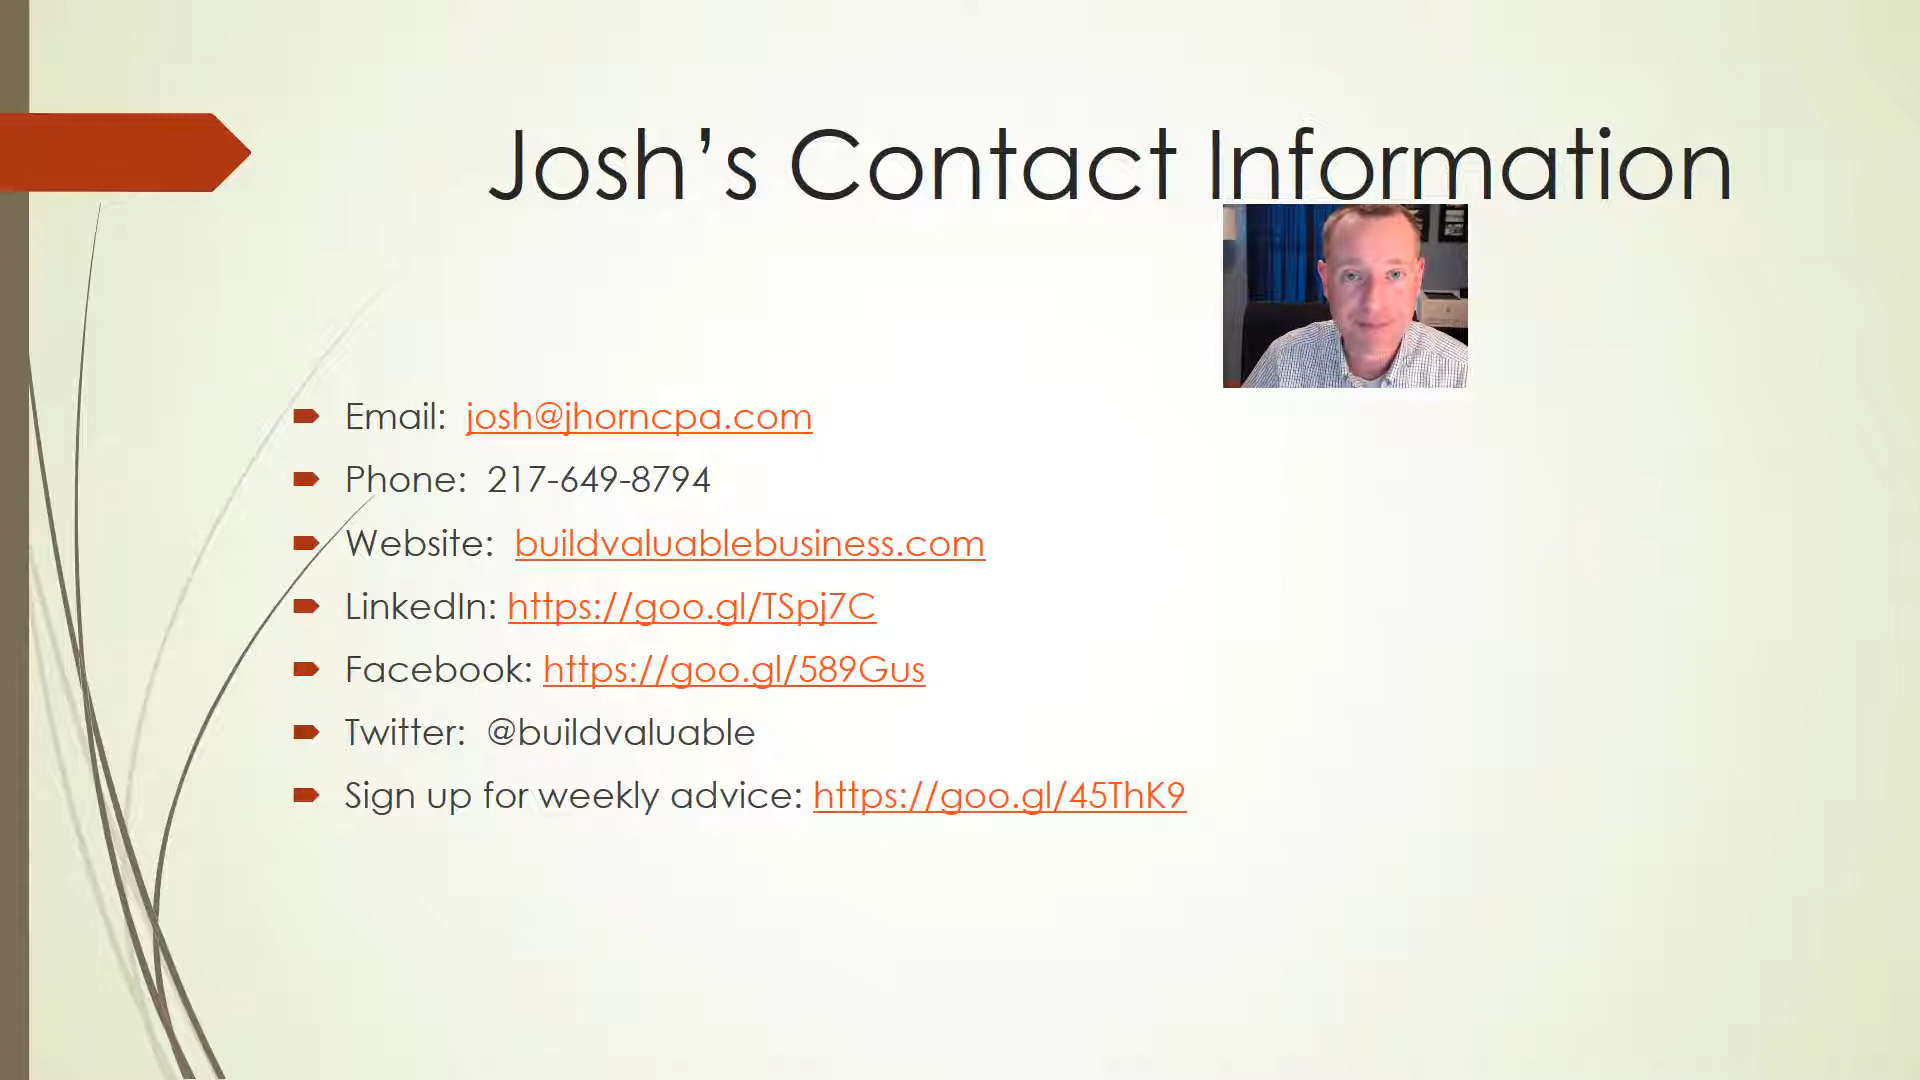 Josh’s Contact Information
Email:  josh@jhorncpa.com
Phone:  217-649-8794
Website:  buildvaluablebusiness.com
LinkedIn: https://goo.gl/TSpj7C
Facebook: https://goo.gl/589Gus
Twitter:  @buildvaluable
Sign up for weekly advice: https://goo.gl/45ThK9